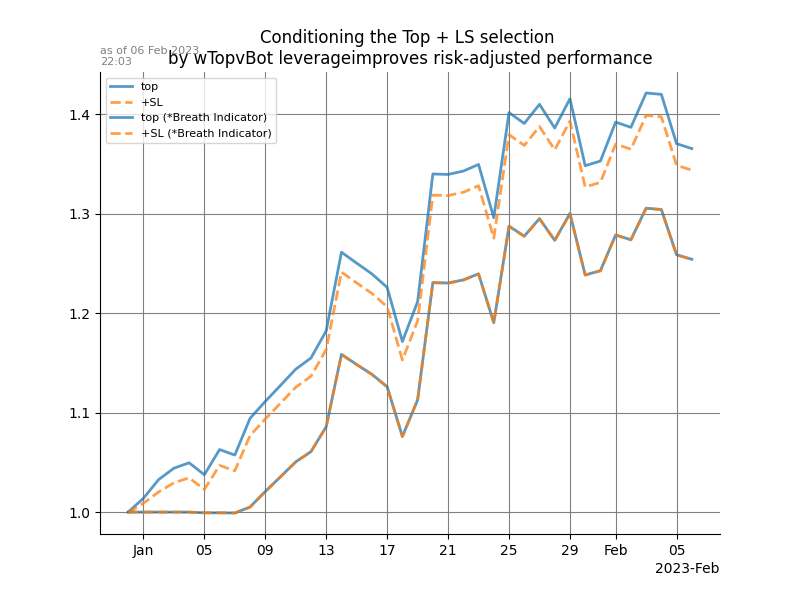 Conditioning the Top + LS selection
as of 06 Feb 2023
22:03
by wTopvBot leverageimproves risk-adjusted performance
top
+SL
top (*Breath Indicator)
+SL (*Breath Indicator)
1.4
1.3
1.2
1.1
1.0
Jan 05 09 13 17 21 25 29 Feb 05
2023-Feb